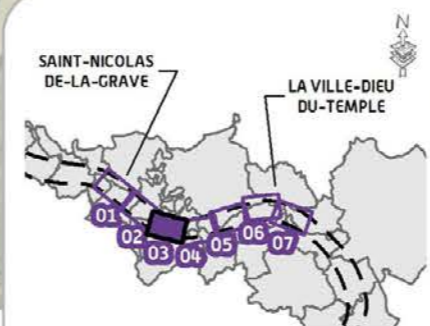 N
SAINT-NICOLAS
DE-LA-GRAVE
LA VILLE-DIEU
DU-TEMPLE
01
02
03
04
05
06
07